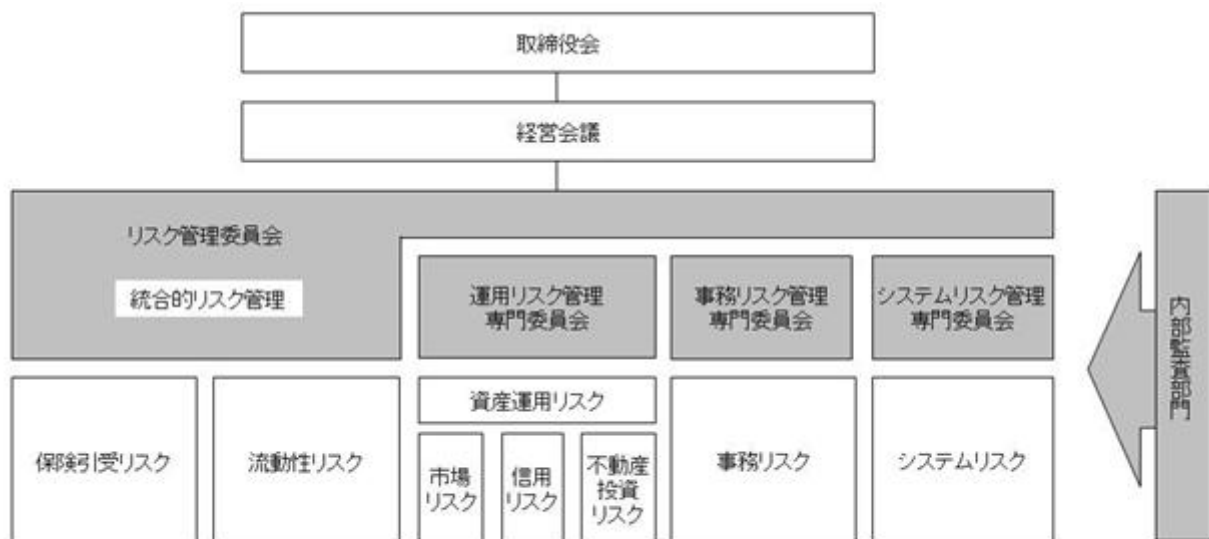 取締役会
経営会議
リスク管理委員会
統合的リスク管理
運用リスク管理
専門委員会
事務リスク管理
専門委員会
システムリスク管理
専門委員会
内部監査部門
保険引受リスク
流動性リスク
資産運用リスク
市場
リスク
信用
リスク
不動産
投資
リスク
事務リスク
システムリスク